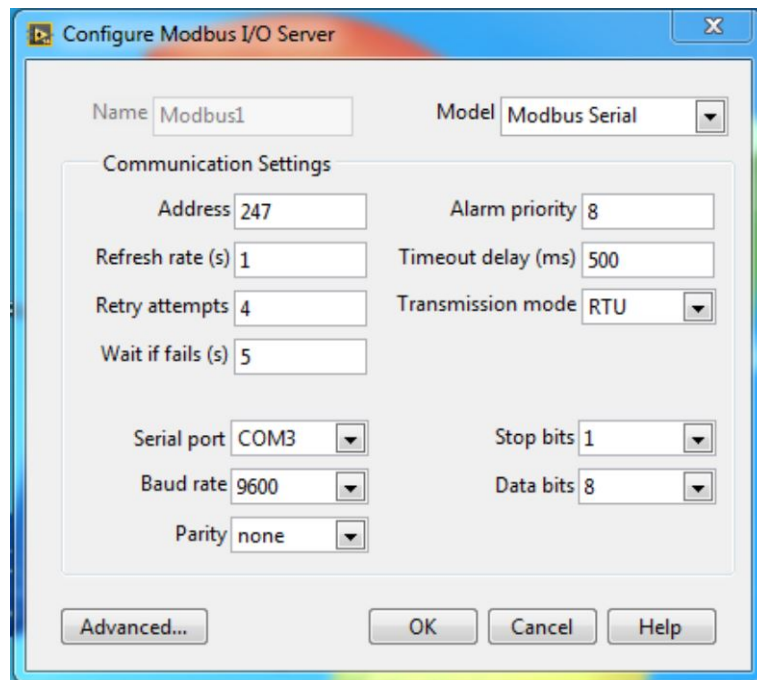 Configure Modbus I/O Server
Name Modbus1 Model Modbus Serial
Communication Settings
Address 247 Alarm priority 8
Refresh rate (s) 1 Timeout delay (ms) 500
Retry attempts 4 Transmission mode RTU
Wait if fails (s) 5
Serial port COM3 Stop bits 1
Baud rate 9600 Data bits 8
Parity none
Advanced... OK Cancel Help